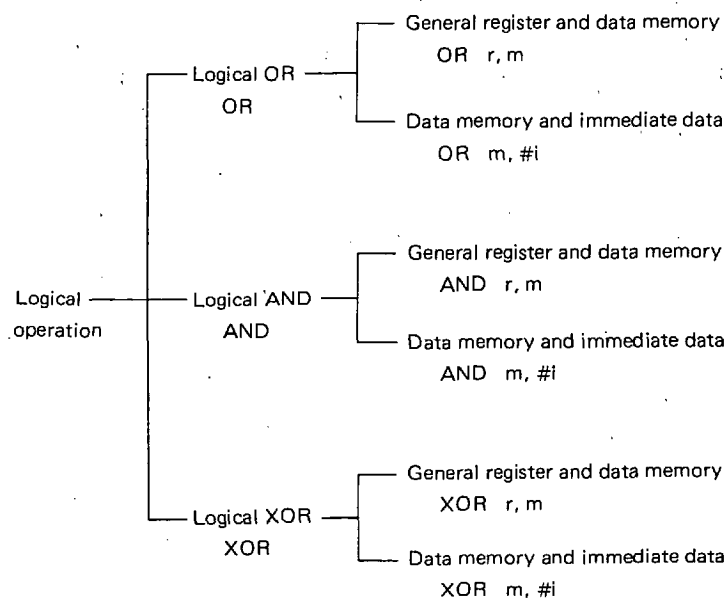 General register and data memory
OR r, m
Logical OR
OR
Data memory and immediate data
OR m, #i
General register and data memory
AND r, m
Logical AND
AND
Logical
operation
Data memory and immediate data
AND m, #i
General register and data memory
XOR r, m
Logical XOR
XOR
Data memory and immediate data
XOR m, #i